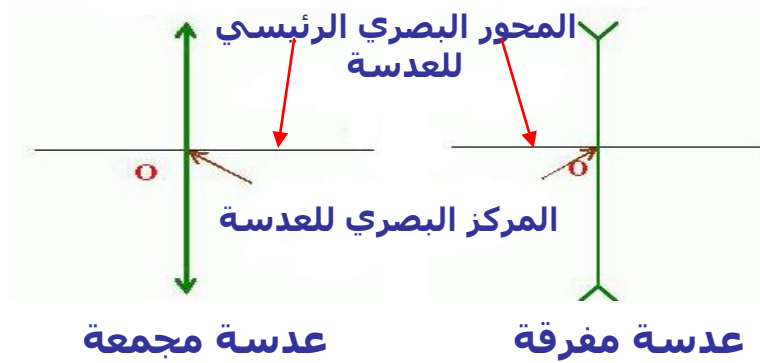 المحور البصري الرئيسي
للعدسة
O
O
المركز البصري للعدسة
عدسة مفرقة
عدسة مجمعة